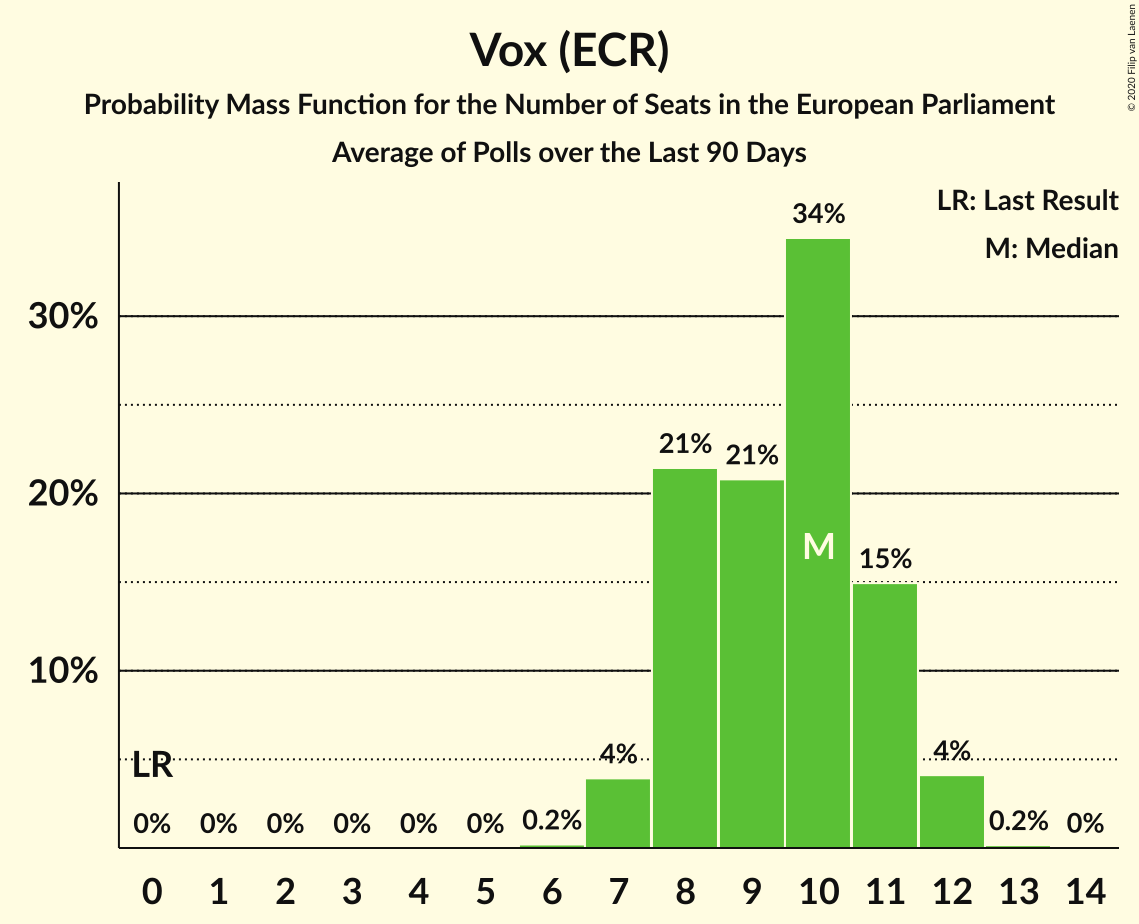 Vox (ECR)
Probability Mass Function for the Number of Seats in the European Parliament
Average of Polls over the Last 90 Days
© 2020 Filip van Laenen
LR: Last Result
M: Median
34%
30%
21%
21%
20%
M
15%
10%
LR
4%
4%
0%
0%
0%
0%
0%
0%
0.2%
0.2%
0%
0 1 2 3 4 5 6 7 8 9 10 11 12 13 14